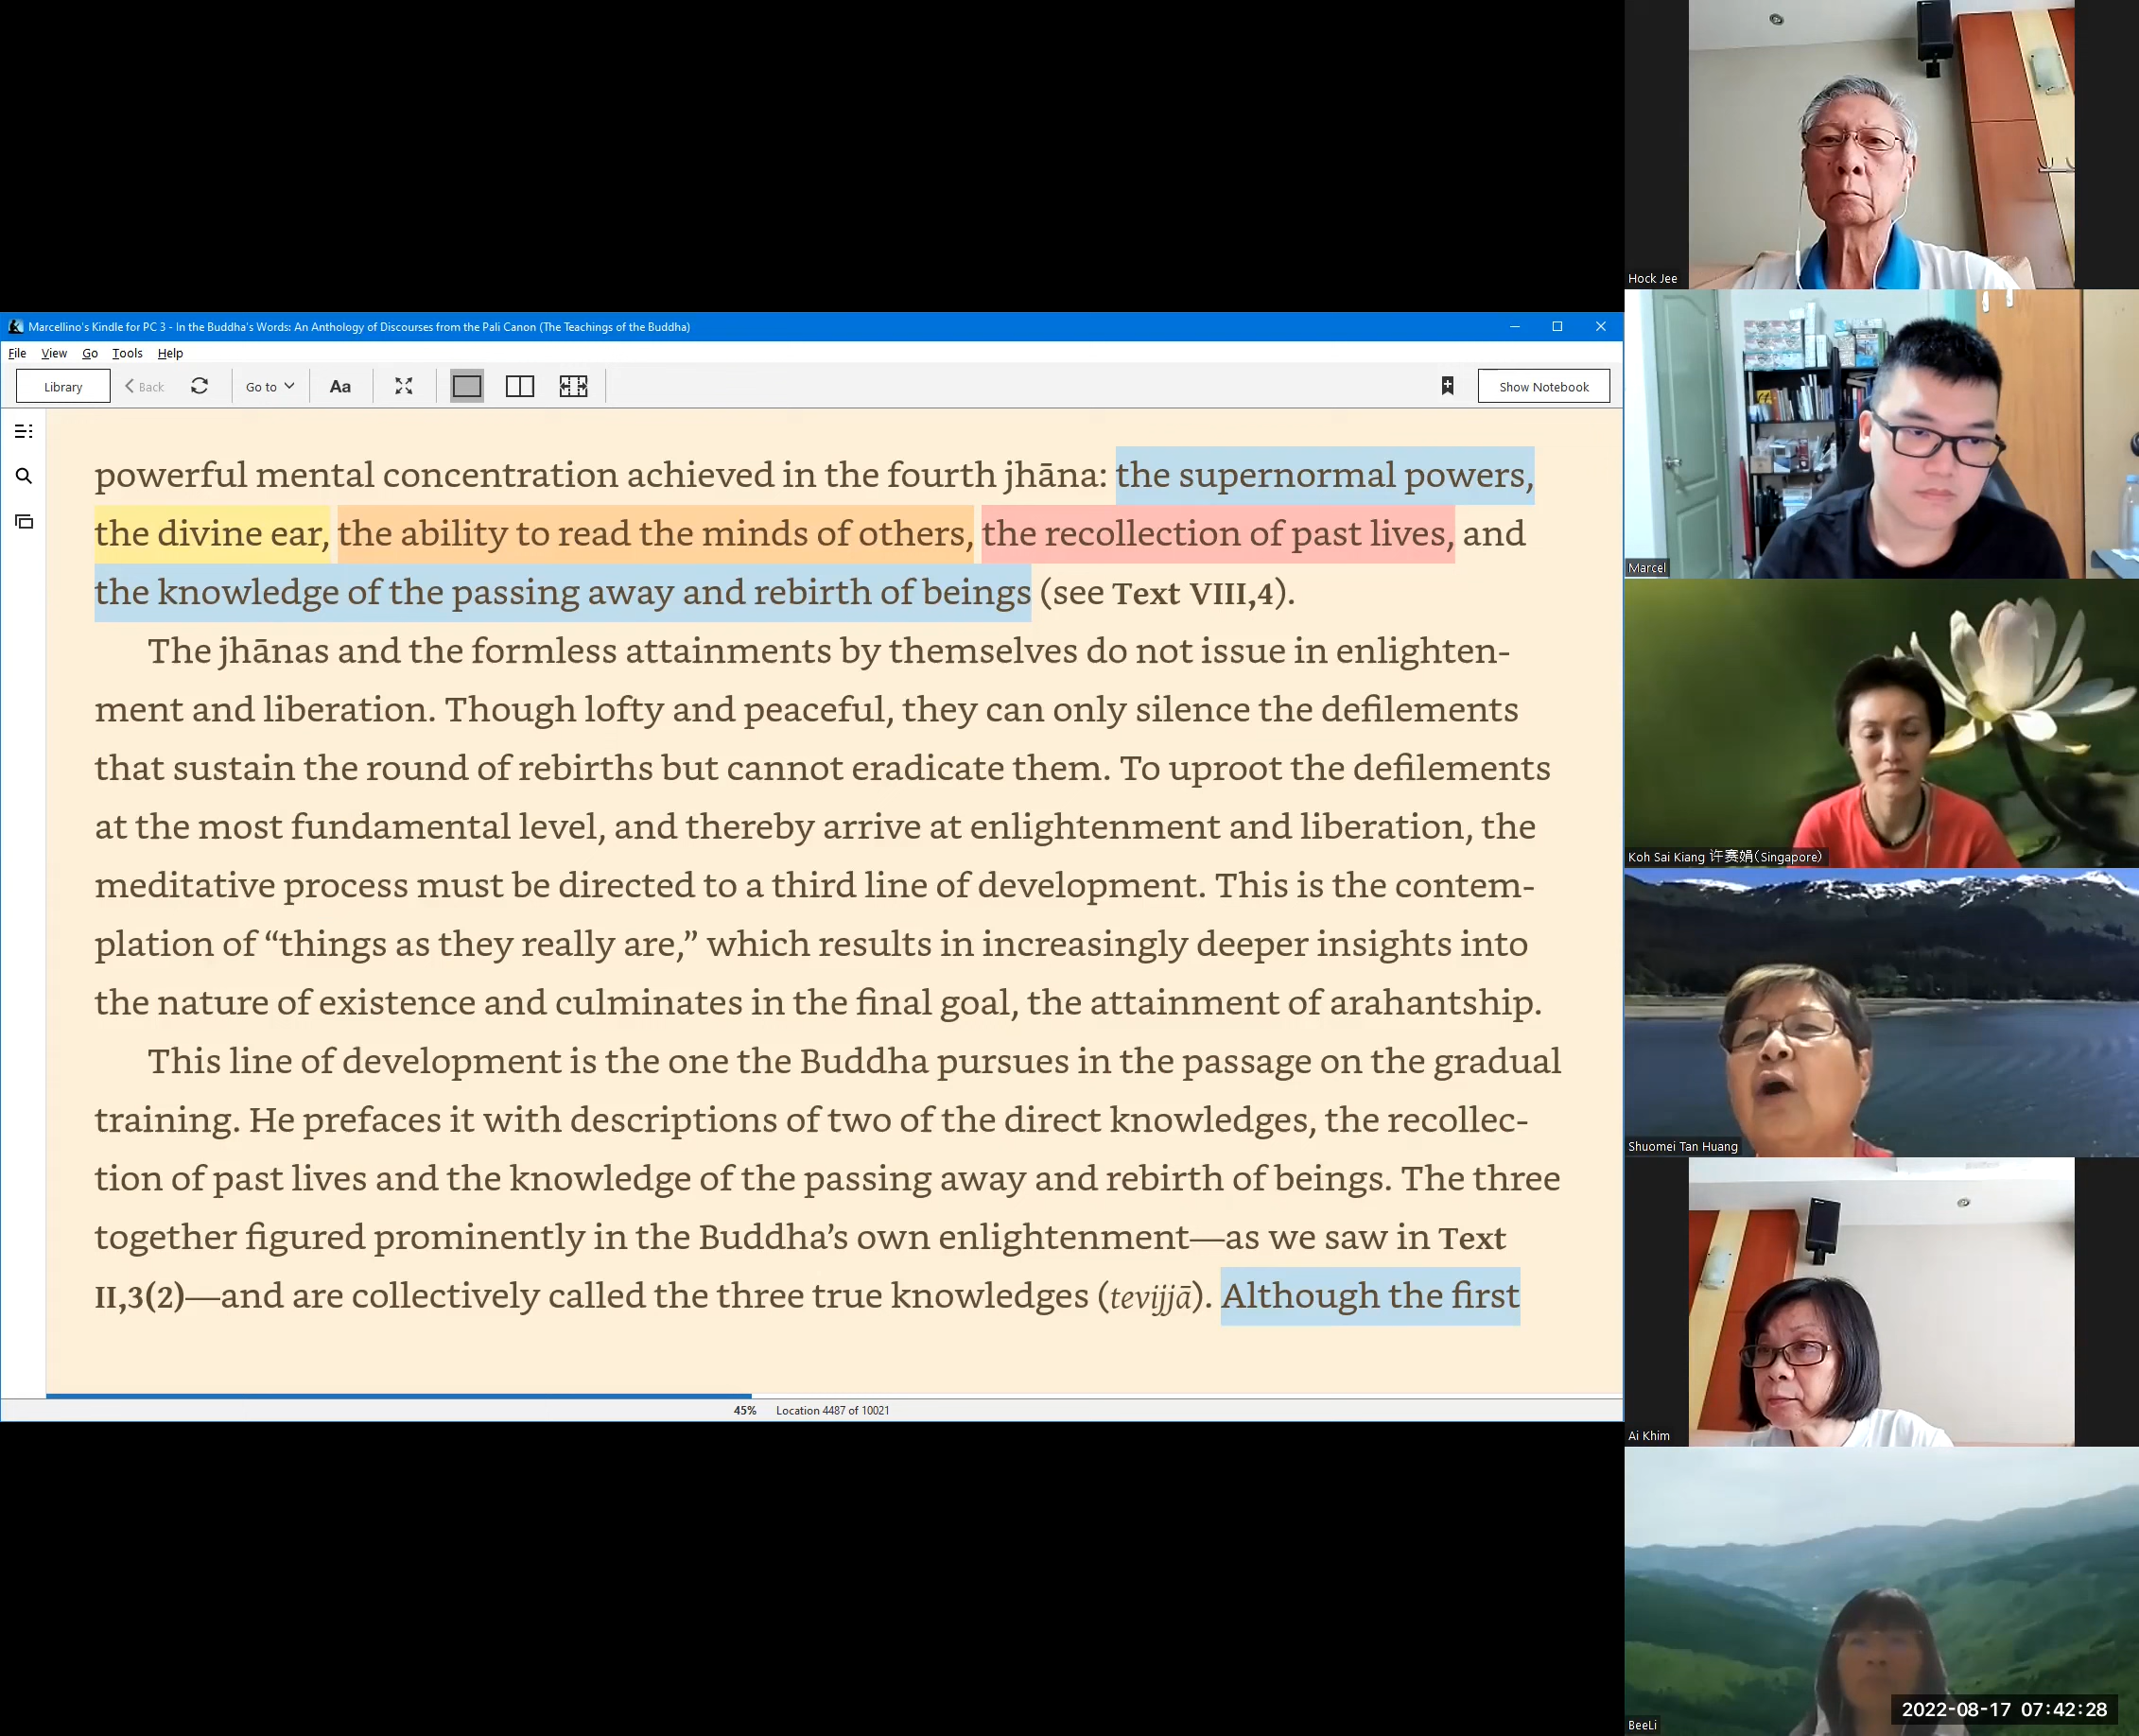 Marcellino's Kindle for PC 3 - In the Buddha's Words: An Anthology of Discourses from the Pali Canon (The Teachings of the Buddha)
File View Go Tools Help
Library Back Go to Aa Show Notebook
powerful mental concentration achieved in the fourth jhāna: the supernormal powers,
the divine ear, the ability to read the minds of others, the recollection of past lives, and
the knowledge of the passing away and rebirth of beings (see Text VIII,4).
The jhānas and the formless attainments by themselves do not issue in enlighten-
ment and liberation. Though lofty and peaceful, they can only silence the defilements
that sustain the round of rebirths but cannot eradicate them. To uproot the defilements
at the most fundamental level, and thereby arrive at enlightenment and liberation, the
meditative process must be directed to a third line of development. This is the contem-
plation of “things as they really are,” which results in increasingly deeper insights into
the nature of existence and culminates in the final goal, the attainment of arahantship.
This line of development is the one the Buddha pursues in the passage on the gradual
training. He prefaces it with descriptions of two of the direct knowledges, the recollec-
tion of past lives and the knowledge of the passing away and rebirth of beings. The three
together figured prominently in the Buddha’s own enlightenment—as we saw in Text
II,3(2)—and are collectively called the three true knowledges (tevijjā). Although the first
45% Location 4487 of 10021
Hock Jee
Marcel
Koh Sai Kiang 许赛娟(Singapore)
Shuomei Tan Huang
Ai Khim
BeeLi
2022-08-17 07:42:28